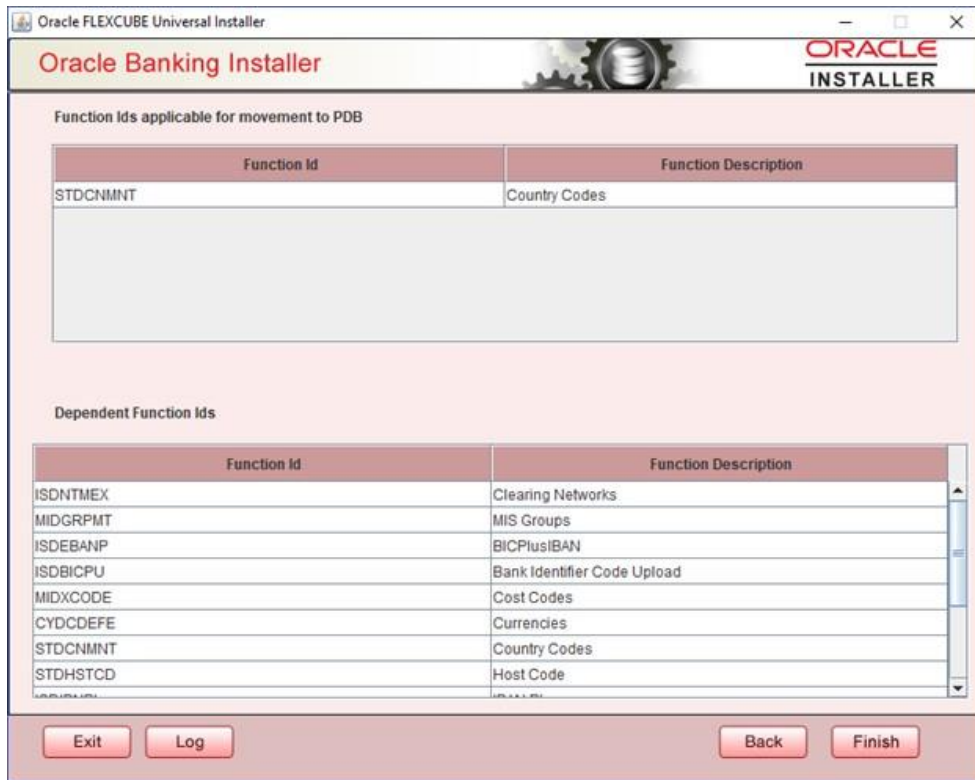 Oracle FLEXCUBE Universal Installer
Oracle Banking Installer
ORACLE
INSTALLER
Function Ids applicable for movement to PDB
Function Id Function Description
STDCNMNT Country Codes
Dependent Function Ids
Function Id Function Description
ISDNTMEX Clearing Networks
MIDGRPMT MIS Groups
ISDEBANP BICPlusIBAN
ISDBICPU Bank Identifier Code Upload
MIDXCODE Cost Codes
CYDCDEFE Currencies
STDCNMNT Country Codes
STDHSTCD Host Code
Exit Log Back Finish